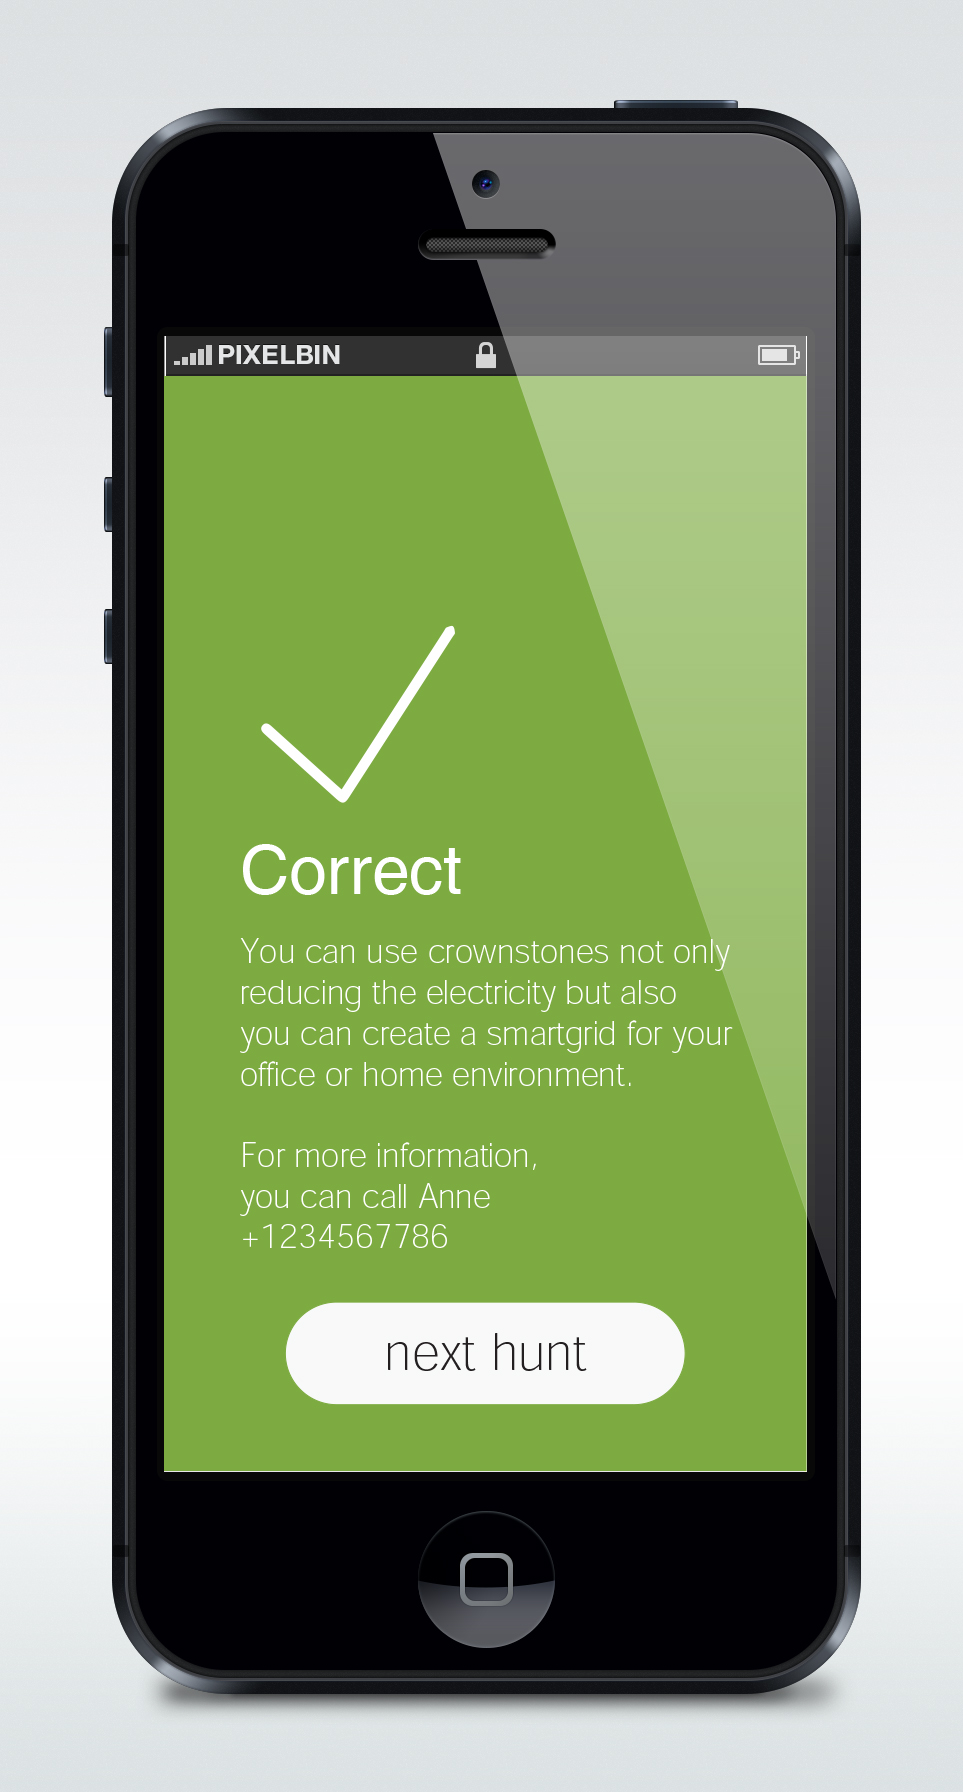 PIXELBIN
Correct
You can use crownstones not only
reducing the electricity but also
you can create a smartgrid for your
office or home environment.
For more information,
you can call Anne
+1234567786
next hunt